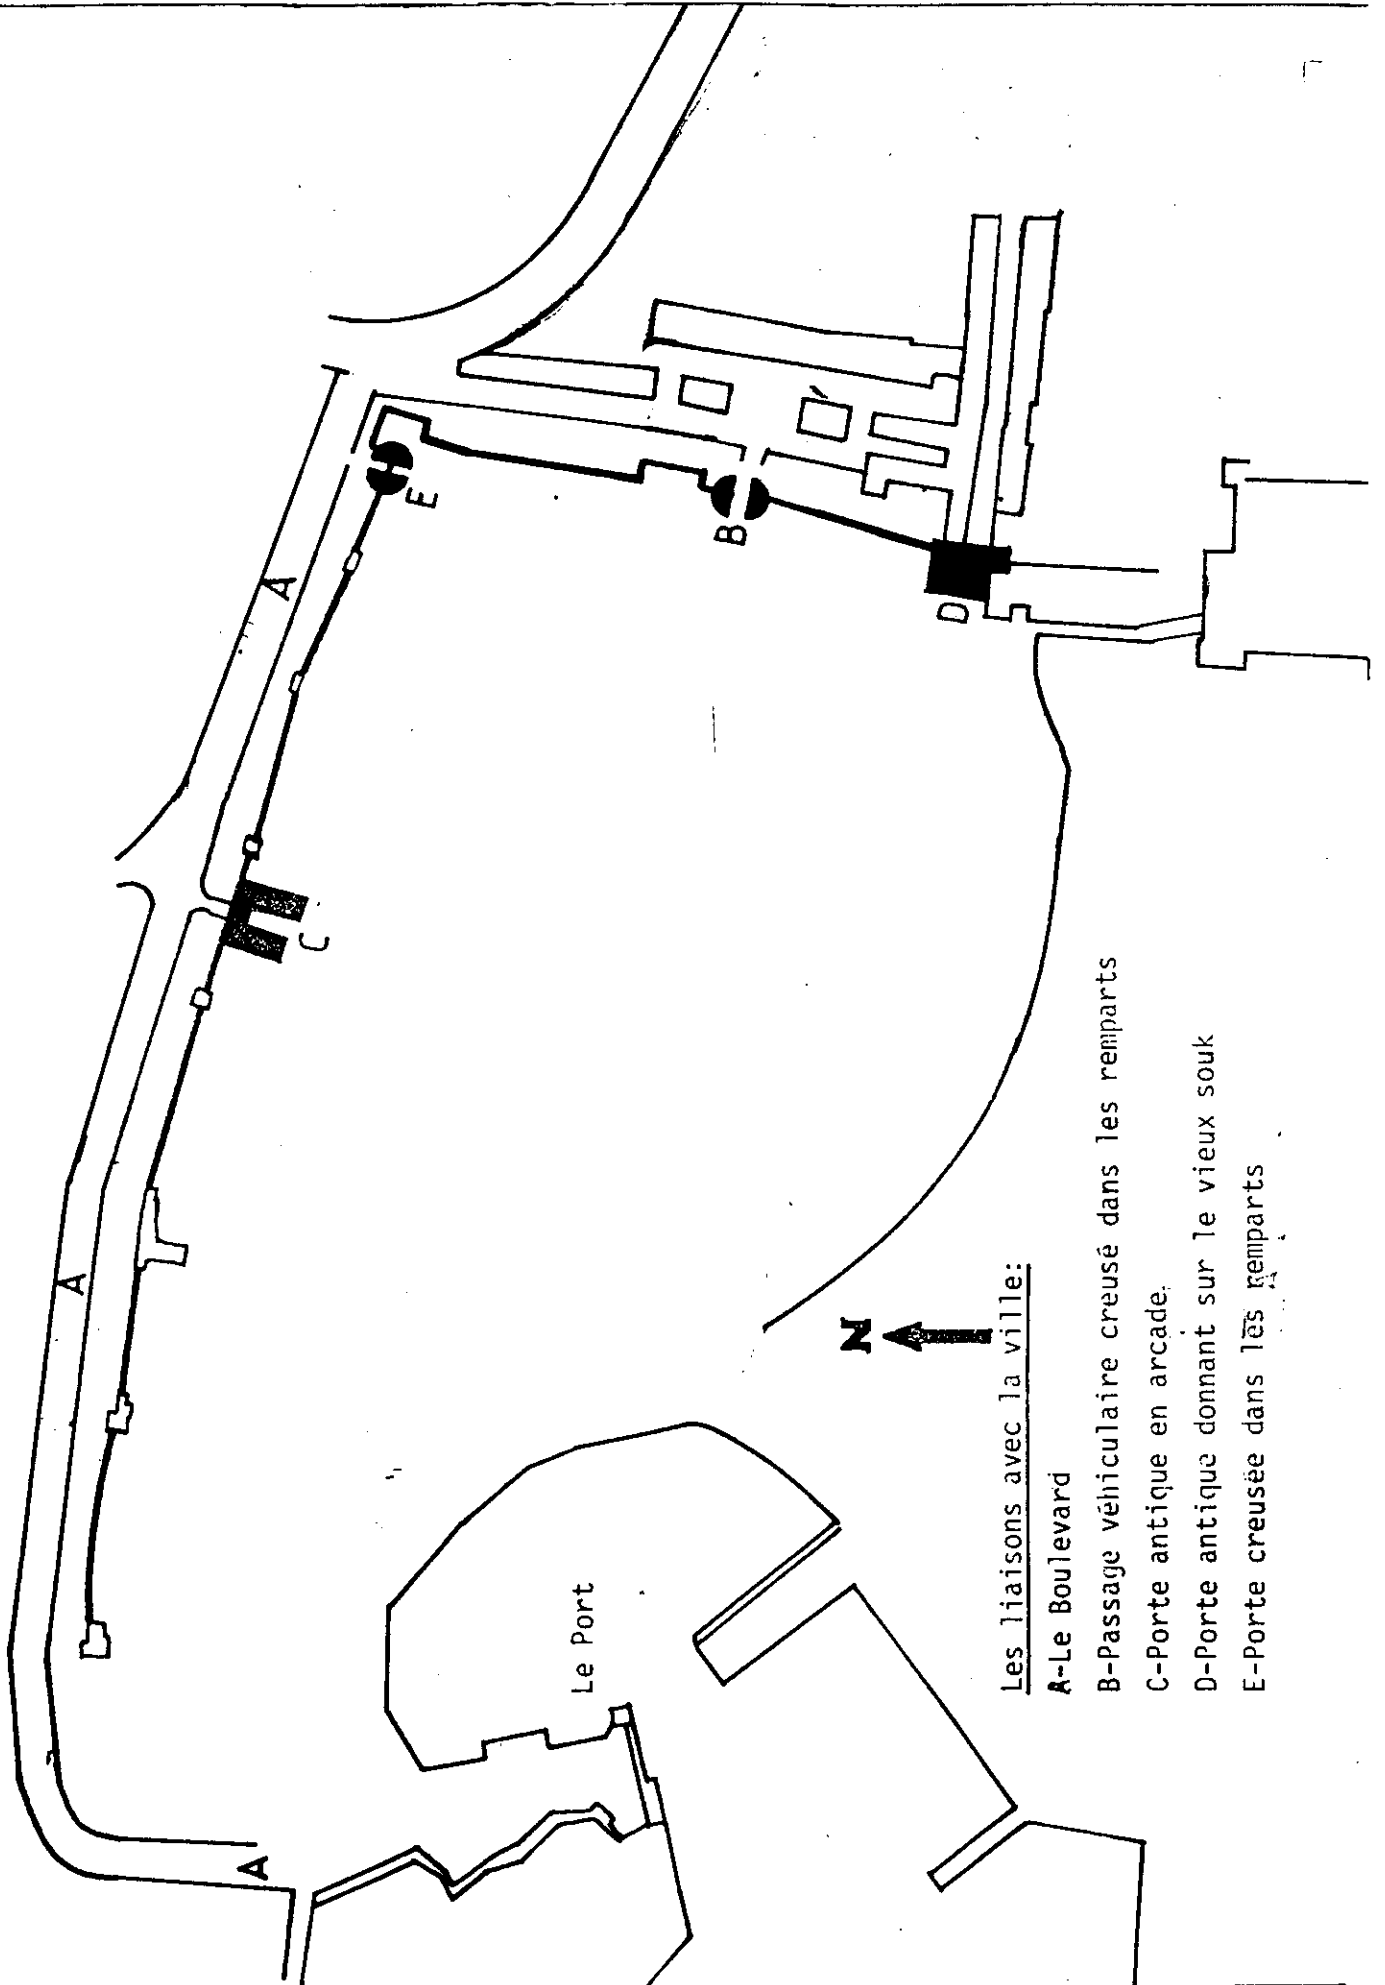 A
A
A
E
B
C
D
Le Port
N
Les liaisons avec la ville:
A-Le Boulevard
B-Passage véhiculaire creusé dans les remparts
C-Porte antique en arcade.
D-Porte antique donnant sur le vieux souk
E-Porte creusée dans les remparts